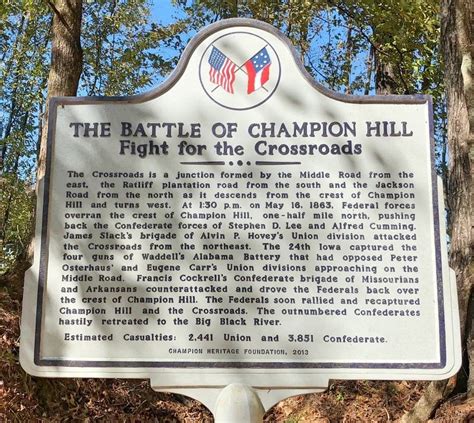 THE BATTLE OF CHAMPION HILL
Fight for the Crossroads
The Crossroads is a junction formed by the Middle Road from the
east, the Ratliff plantation road from the south and the Jackson
Road from the north as it descends from the crest of Champion
Hill and turns west. At 1:30 p.m. on May 16, 1863, Federal forces
overran the crest of Champion Hill, one-half mile north, pushing
back the Confederate forces of Stephen D. Lee and Alfred Cumming.
James Slack's brigade of Alvin P. Hovey's Union division attacked
the Crossroads from the northeast. The 24th Iowa captured the
four guns of Waddell's Alabama Battery that had opposed Peter
Osterhaus' and Eugene Carr's Union divisions approaching on the
Middle Road. Francis Cockrell's Confederate brigade of Missourians
and Arkansans counterattacked and drove the Federals back over
the crest of Champion Hill. The Federals soon rallied and recaptured
Champion Hill and the Crossroads. The outnumbered Confederates
hastily retreated to the Big Black River.
Estimated Casualties: 2,441 Union and 3,851 Confederate.
CHAMPION HERITAGE FOUNDATION, 2013